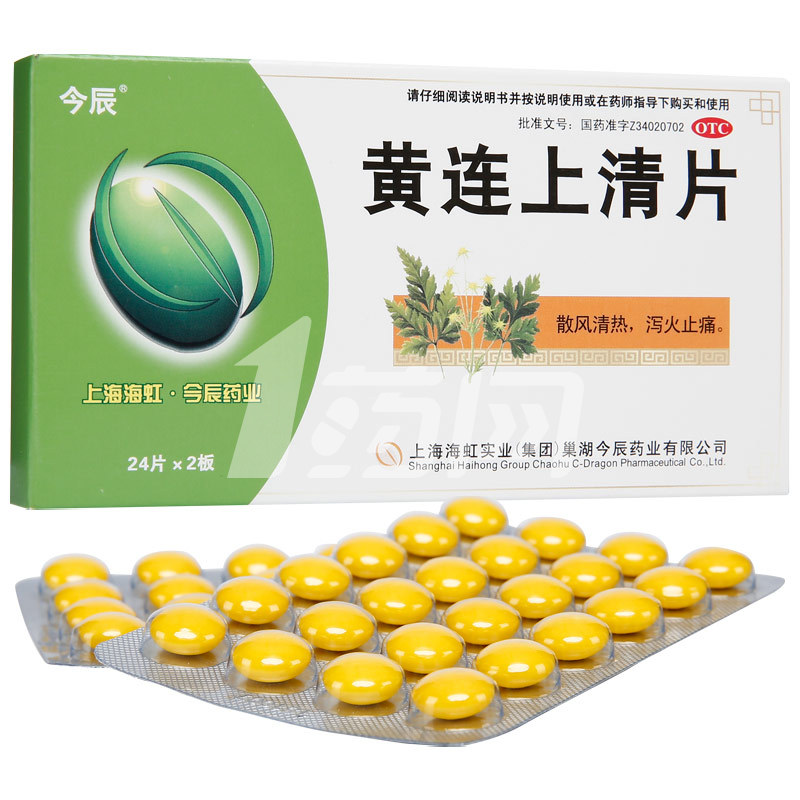 今辰®
请仔细阅读说明书并按说明使用或在药师指导下购买和使用
批准文号：国药准字Z34020702 OTC
黄连上清片
散风清热，泻火止痛。
上海海虹·今辰药业
1药网
24片×2板
上海海虹实业(集团)巢湖今辰药业有限公司
Shanghai Haihong Group Chaohu C-Dragon Pharmaceutical Co.,Ltd.